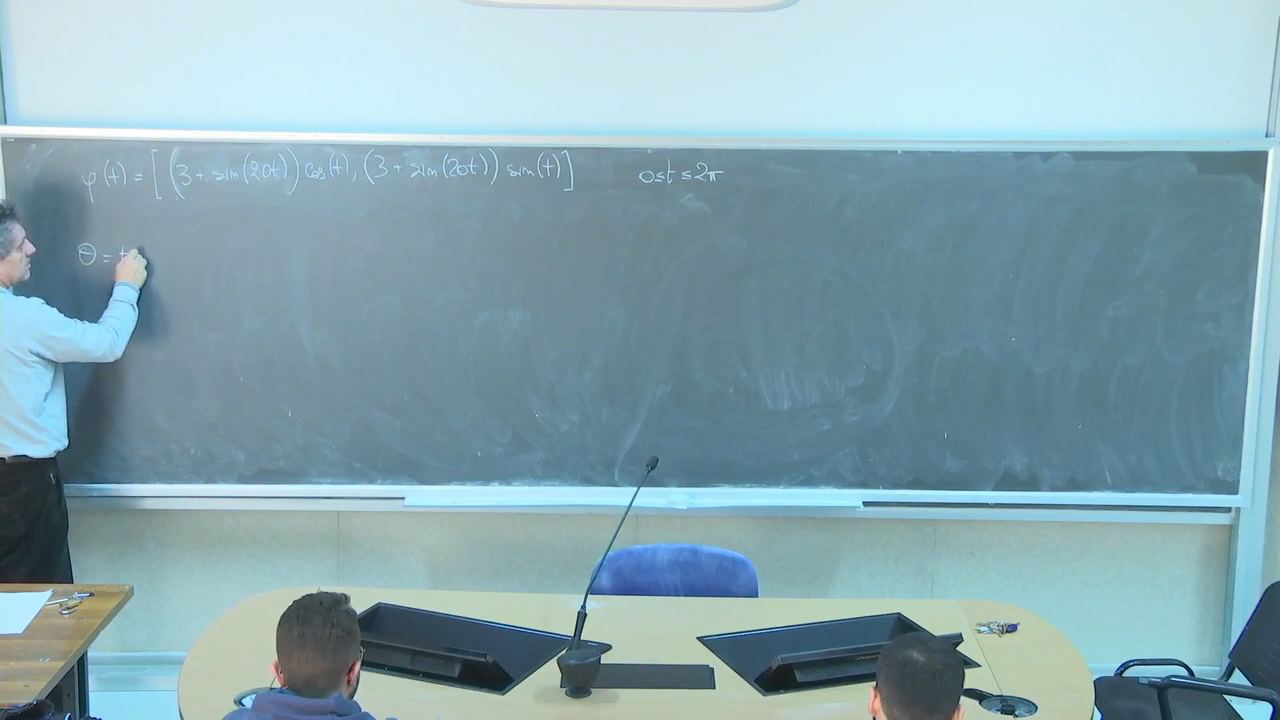 φ(t) = [(3 + sin(20t)) cos(t), (3 + sin(20t)) sin(t)] 0 ≤ t ≤ 2π
Θ = t